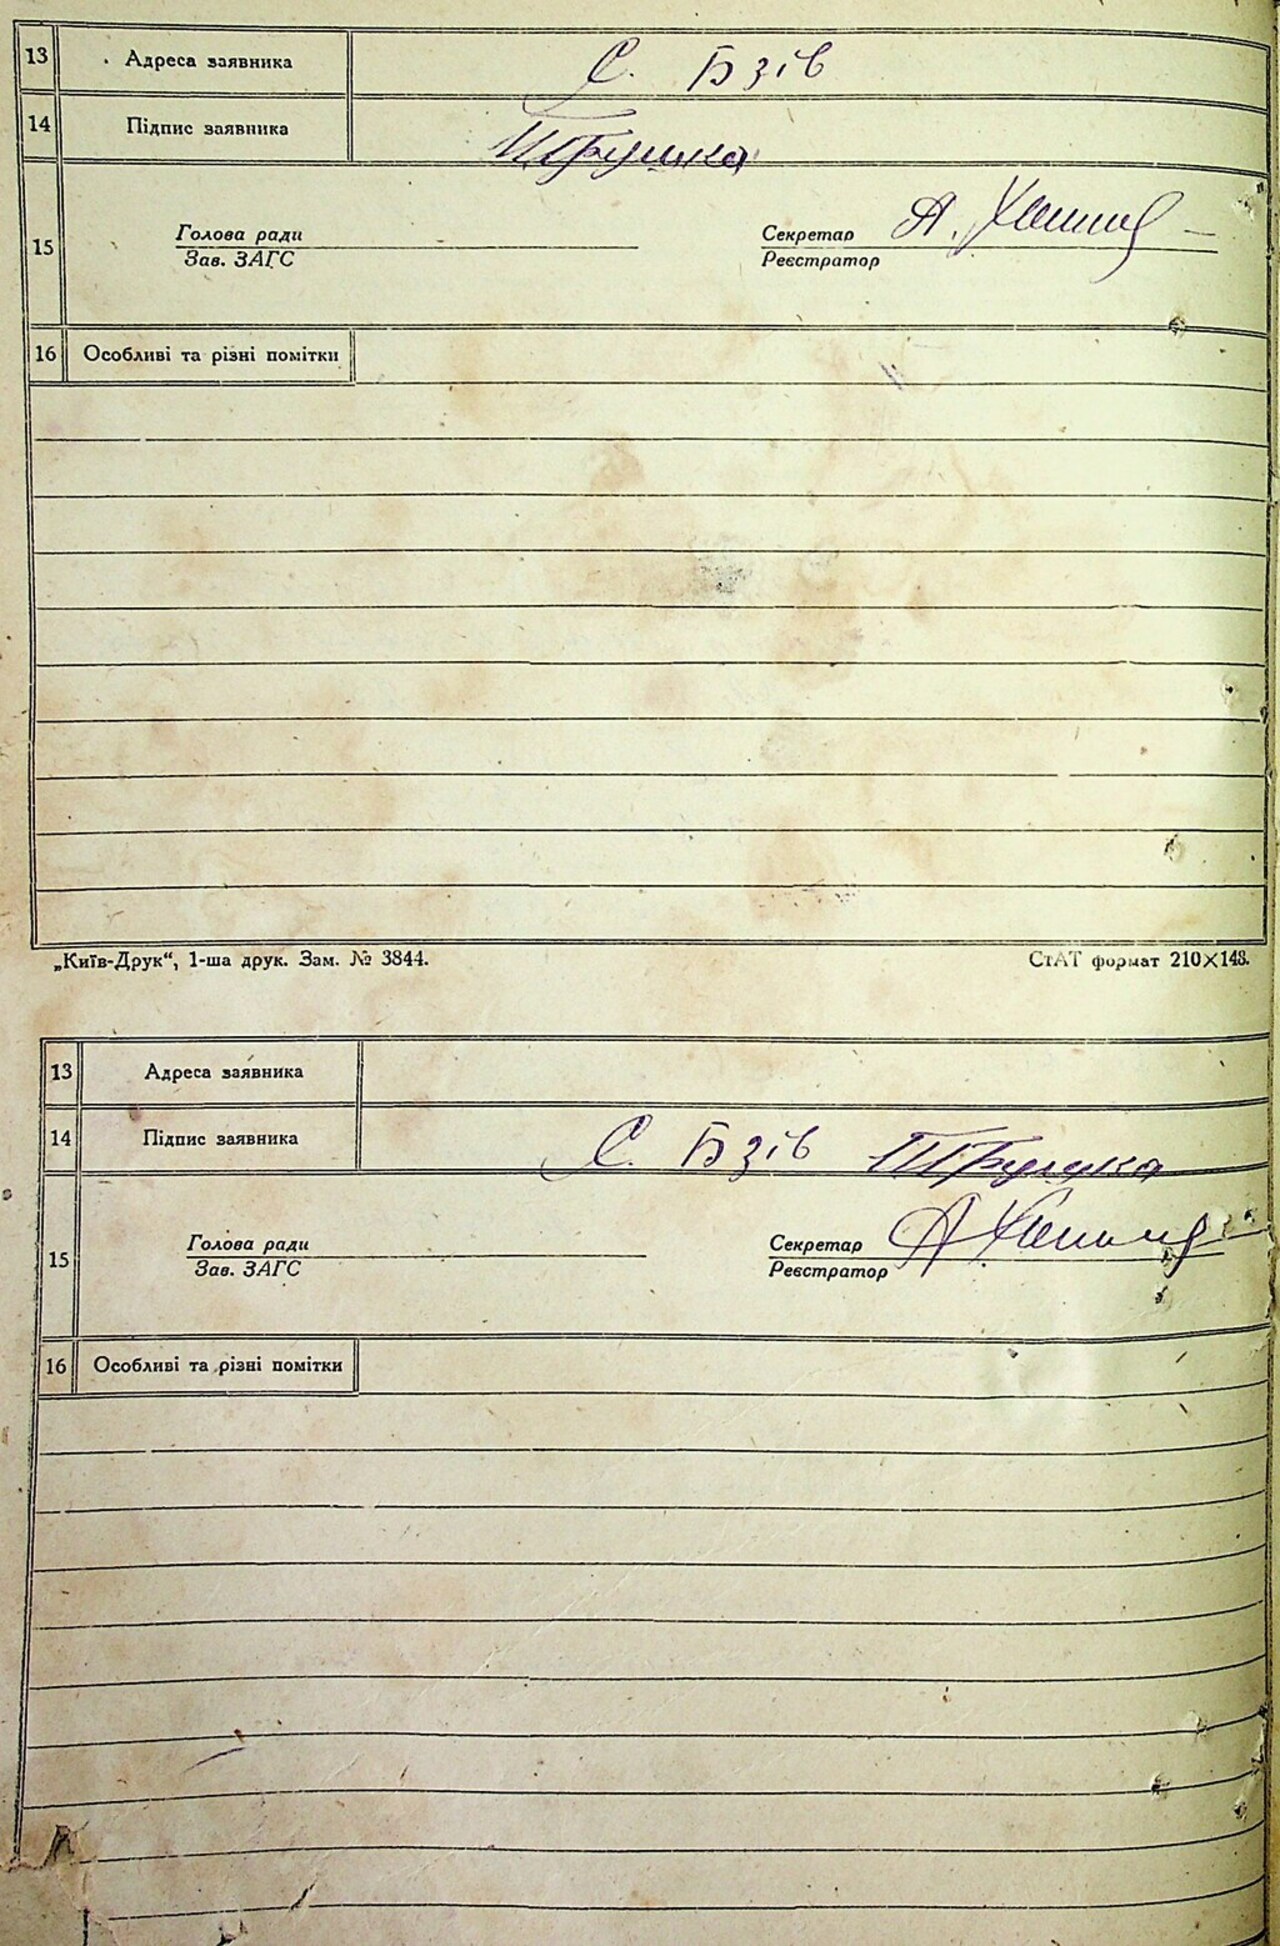 13 Адреса заявника С. Бзів
14 Підпис заявника
15 Голова ради Секретар А.
Зав. ЗАГС Реєстратор
16 Особливі та різні помітки
„Київ-Друк“, 1-ша друк. Зам. № 3844. СтАТ формат 210×148.
13 Адреса заявника
14 Підпис заявника С. Бзів
15 Голова ради Секретар А
Зав. ЗАГС Реєстратор
16 Особливі та різні помітки